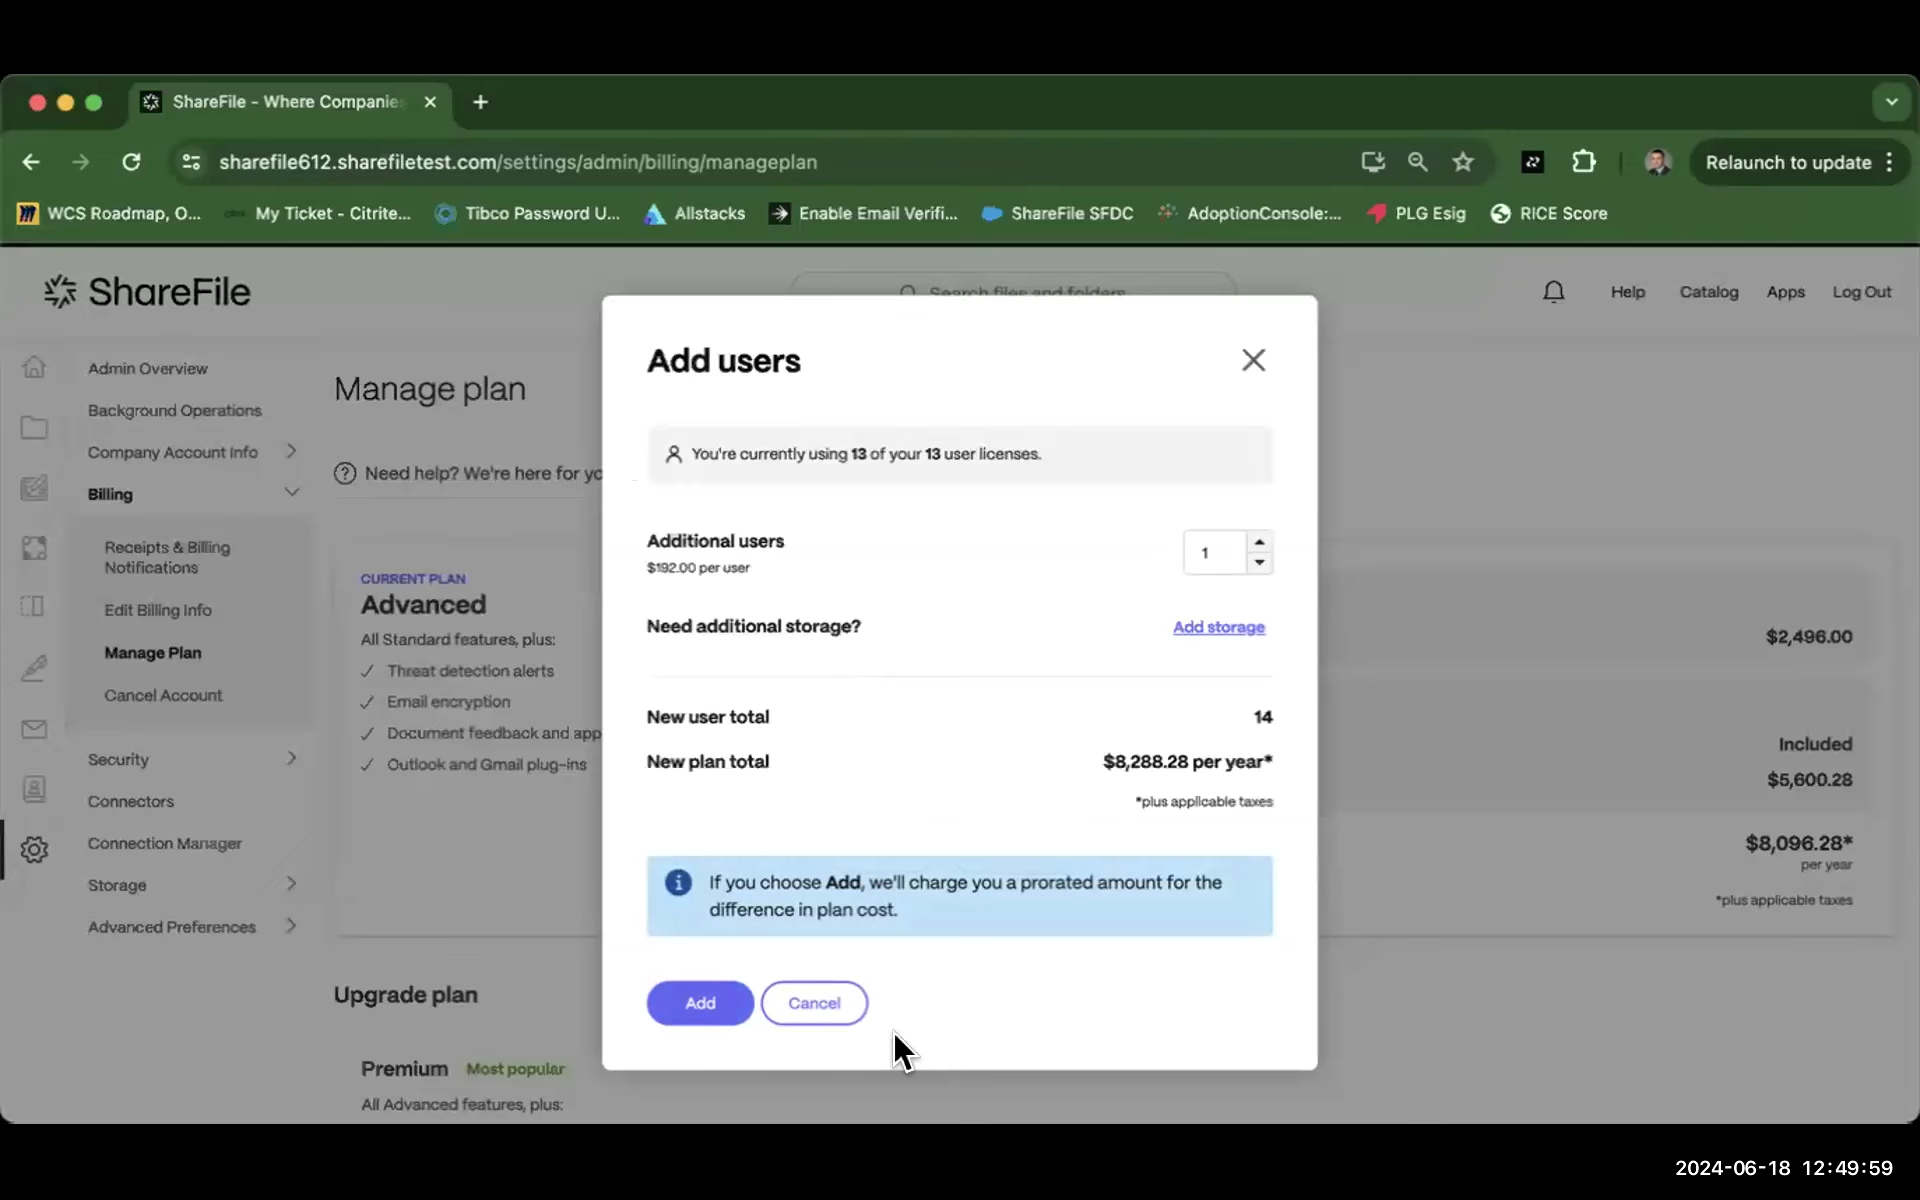 ShareFile - Where Companie
sharefile612.sharefiletest.com/settings/admin/billing/manageplan
Relaunch to update
WCS Roadmap, O...
My Ticket - Citrite...
Tibco Password U...
Allstacks
Enable Email Verifi...
ShareFile SFDC
AdoptionConsole:...
PLG Esig
RICE Score
ShareFile
Search files and folders
Help
Catalog
Apps
Log Out
Admin Overview
Background Operations
Company Account Info
Billing
Receipts & Billing
Notifications
Edit Billing Info
Manage Plan
Cancel Account
Security
Connectors
Connection Manager
Storage
Advanced Preferences
Manage plan
Need help? We're here for yo
CURRENT PLAN
Advanced
All Standard features, plus:
Threat detection alerts
Email encryption
Document feedback and app
Outlook and Gmail plug-ins
Upgrade plan
Premium Most popular
All Advanced features, plus:
Add users
You're currently using 13 of your 13 user licenses.
Additional users
$192.00 per user
1
Need additional storage?
Add storage
New user total
14
New plan total
$8,288.28 per year*
*plus applicable taxes
If you choose Add, we'll charge you a prorated amount for the
difference in plan cost.
Add
Cancel
$2,496.00
Included
$5,600.28
$8,096.28*
per year
*plus applicable taxes
2024-06-18 12:49:59